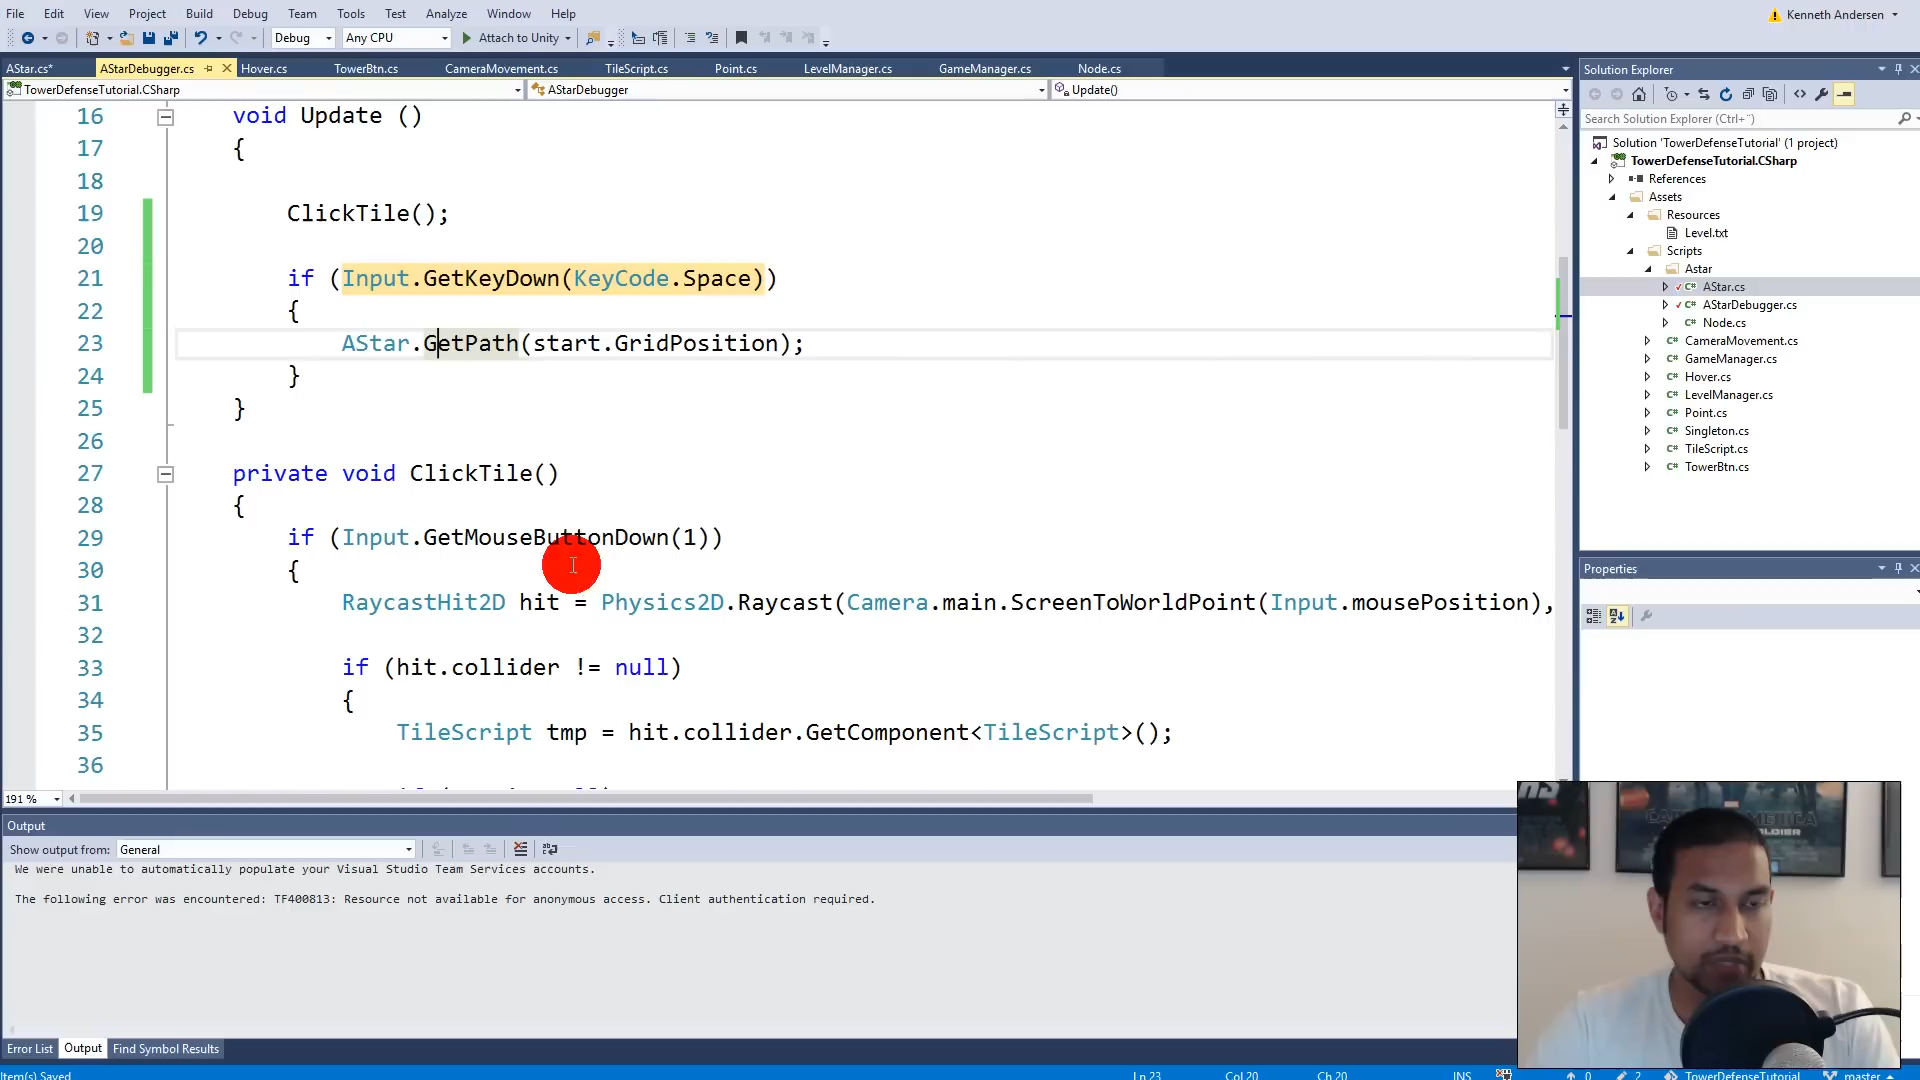 File Edit View Project Build Debug Team Tools Test Analyze Window Help
Kenneth Andersen
Debug Any CPU Attach to Unity
AStar.cs* AStarDebugger.cs Hover.cs TowerBtn.cs CameraMovement.cs TileScript.cs Point.cs LevelManager.cs GameManager.cs Node.cs
TowerDefenseTutorial.CSharp AStarDebugger Update()
16 void Update ()
17 {
18
19 ClickTile();
20
21 if (Input.GetKeyDown(KeyCode.Space))
22 {
23 AStar.GetPath(start.GridPosition);
24 }
25 }
26
27 private void ClickTile()
28 {
29 if (Input.GetMouseButtonDown(1))
30 {
31 RaycastHit2D hit = Physics2D.Raycast(Camera.main.ScreenToWorldPoint(Input.mousePosition),
32
33 if (hit.collider != null)
34 {
35 TileScript tmp = hit.collider.GetComponent<TileScript>();
36
191 %
Output
Show output from: General
We were unable to automatically populate your Visual Studio Team Services accounts.
The following error was encountered: TF400813: Resource not available for anonymous access. Client authentication required.
Error List Output Find Symbol Results
Item(s) Saved Ln 23 Col 20 Ch 20 INS 0 2 TowerDefenseTutorial master
Solution Explorer
Search Solution Explorer (Ctrl+¨)
Solution 'TowerDefenseTutorial' (1 project)
TowerDefenseTutorial.CSharp
References
Assets
Resources
Level.txt
Scripts
Astar
C# AStar.cs
C# AStarDebugger.cs
C# Node.cs
C# CameraMovement.cs
C# GameManager.cs
C# Hover.cs
C# LevelManager.cs
C# Point.cs
C# Singleton.cs
C# TileScript.cs
C# TowerBtn.cs
Properties